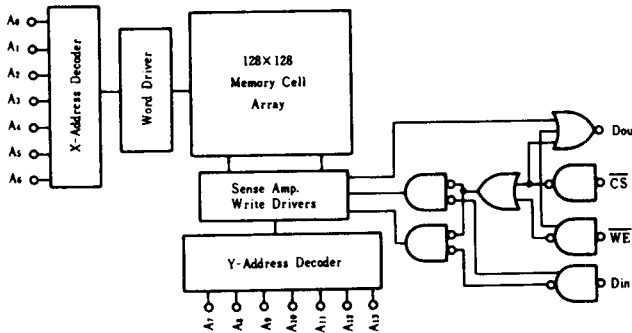 A0
A1
A2
A3
A4
A5
A6
X-Address Decoder
Word Driver
128×128
Memory Cell
Array
Sense Amp.
Write Drivers
Y-Address Decoder
A7
A8
A9
A10
A11
A12
A13
Dou
CS
WE
Din